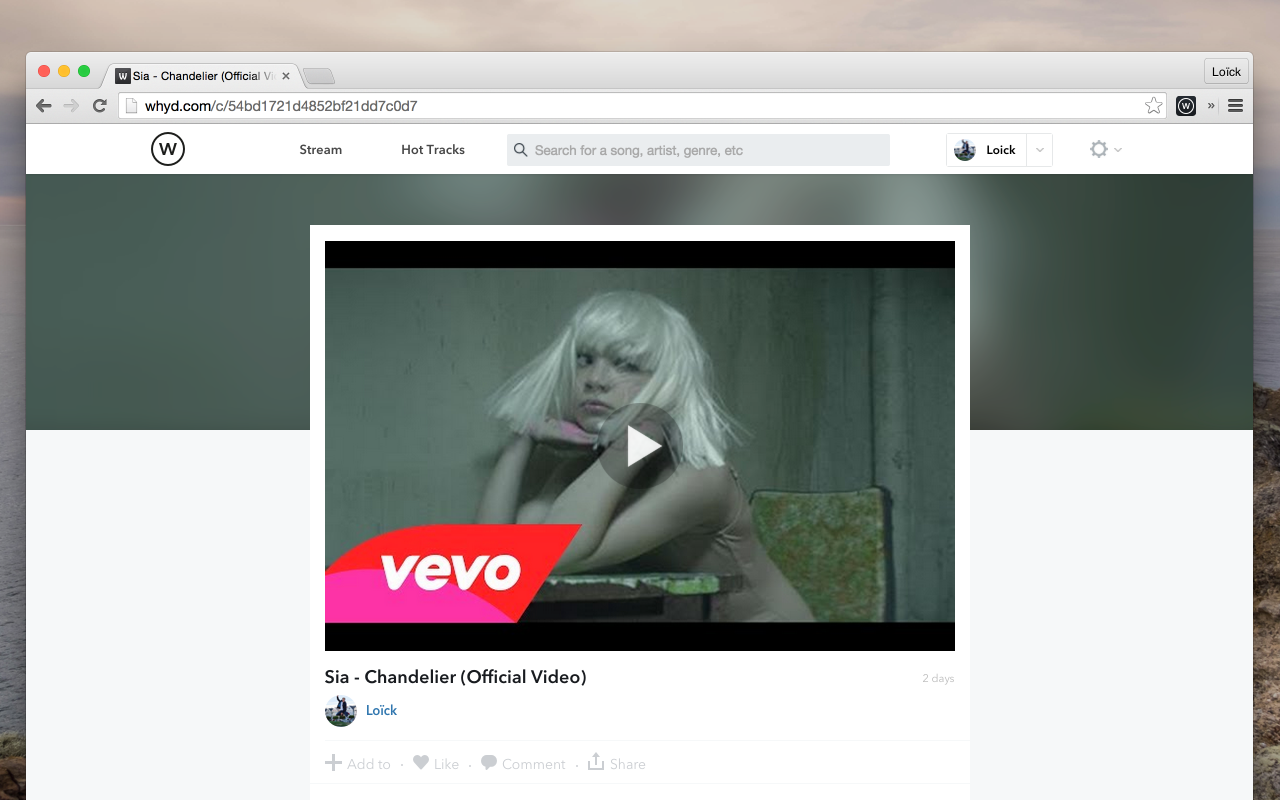 W Sia - Chandelier (Official Vi
Loïck
whyd.com/c/54bd1721d4852bf21dd7c0d7
W
»
W
Stream
Hot Tracks
Search for a song, artist, genre, etc
Loick
vevo
Sia - Chandelier (Official Video)
2 days
Loïck
Add to · Like · Comment · Share